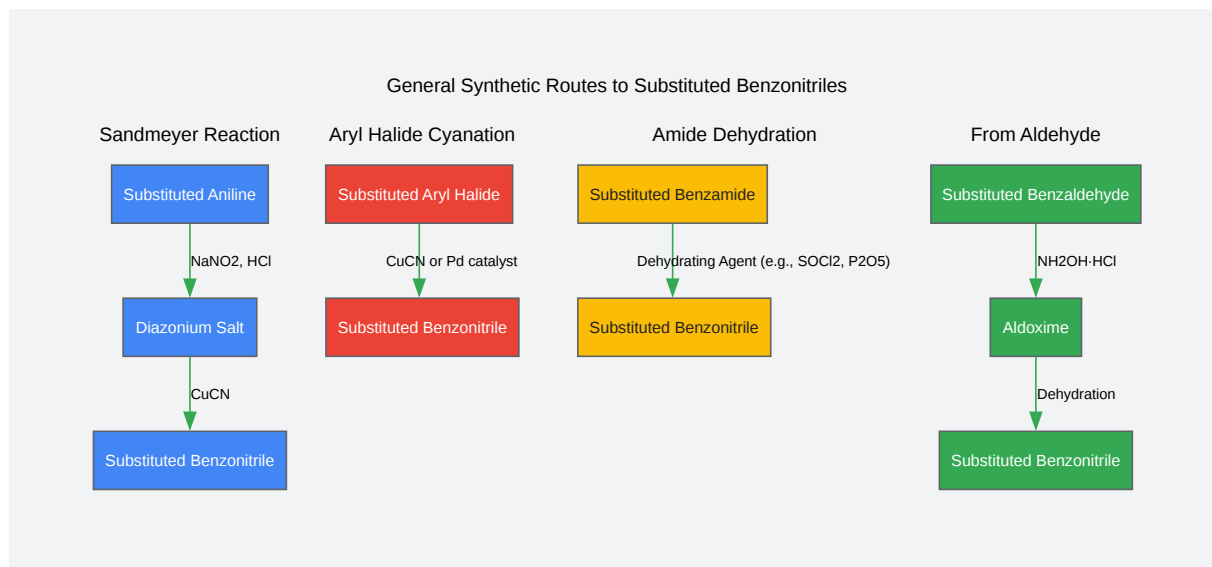 General Synthetic Routes to Substituted Benzonitriles
Sandmeyer Reaction
Substituted Aniline
NaNO2, HCl
Diazonium Salt
CuCN
Substituted Benzonitrile
Aryl Halide Cyanation
Substituted Aryl Halide
CuCN or Pd catalyst
Substituted Benzonitrile
Amide Dehydration
Substituted Benzamide
Dehydrating Agent (e.g., SOCl2, P2O5)
Substituted Benzonitrile
From Aldehyde
Substituted Benzaldehyde
NH2OH·HCl
Aldoxime
Dehydration
Substituted Benzonitrile